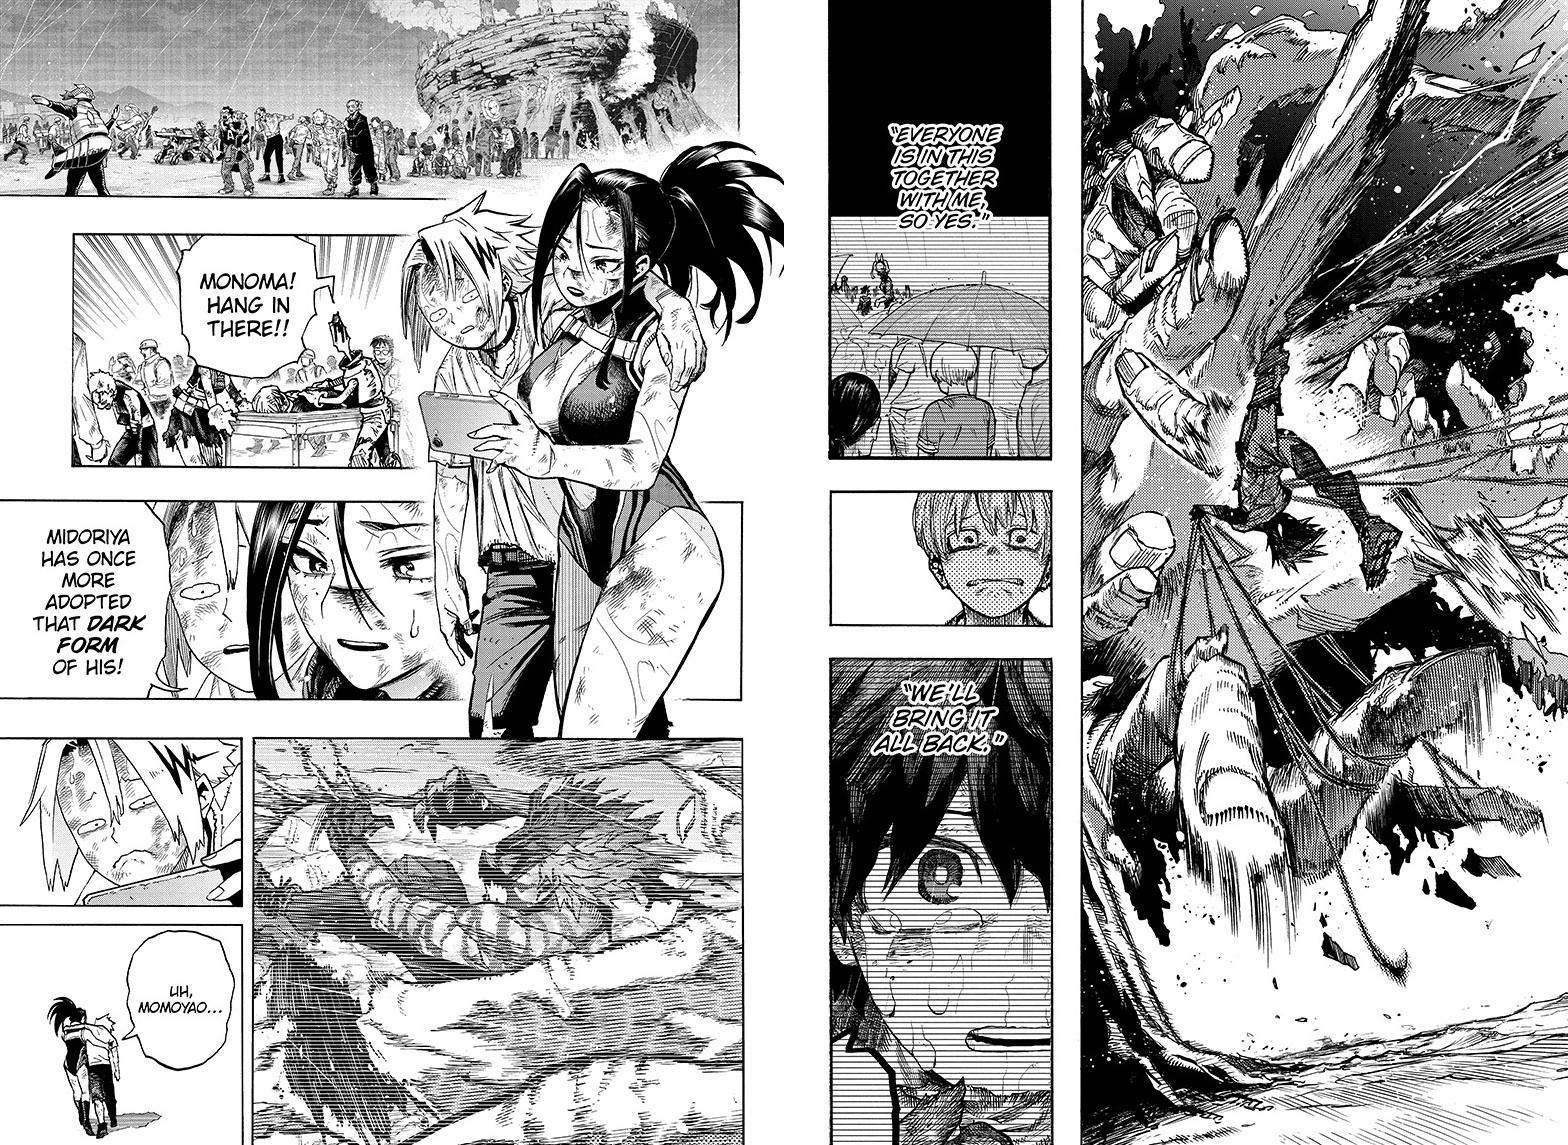 “EVERYONE
IS IN THIS
TOGETHER
WITH ME,
SO YES.”
“WE’LL
BRING IT
ALL BACK.”
MONOMA!
HANG IN
THERE!!
MIDORIYA
HAS ONCE
MORE
ADOPTED
THAT DARK
FORM
OF HIS!
UH,
MOMOYAO...